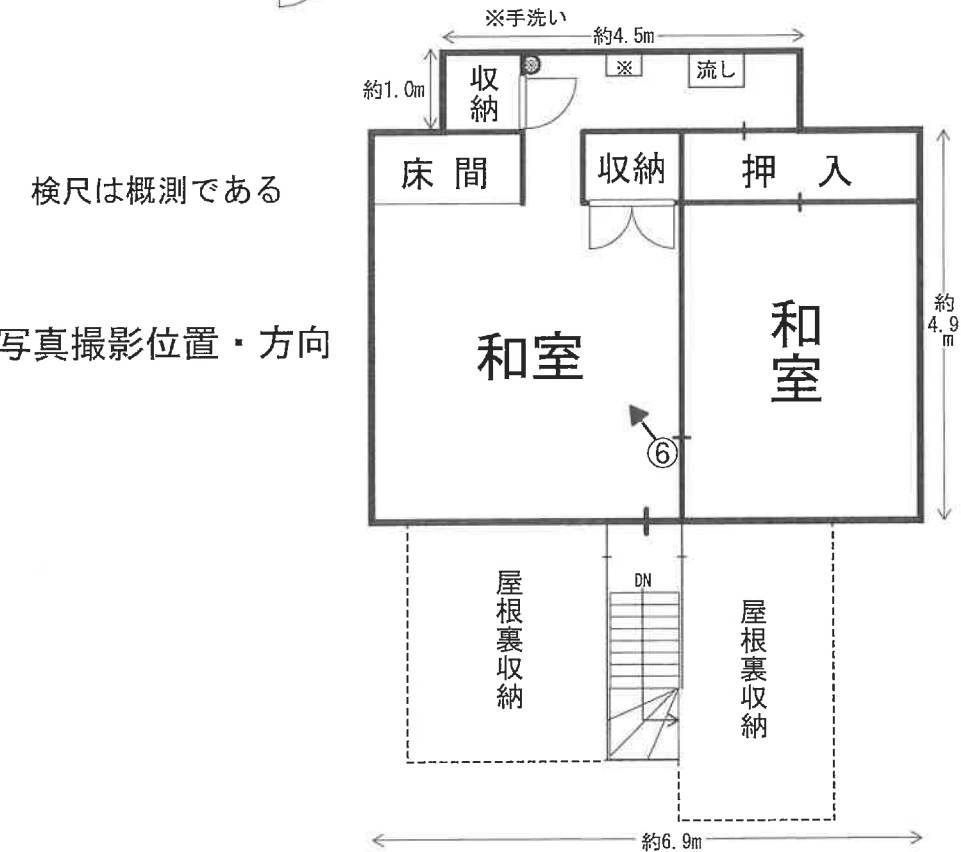 ※手洗い
約4.5m
約1.0m
収納
※
流し
床間
収納
押入
検尺は概測である
写真撮影位置・方向
和室
和室
約4.9m
⑥
DN
屋根裏収納
屋根裏収納
約6.9m